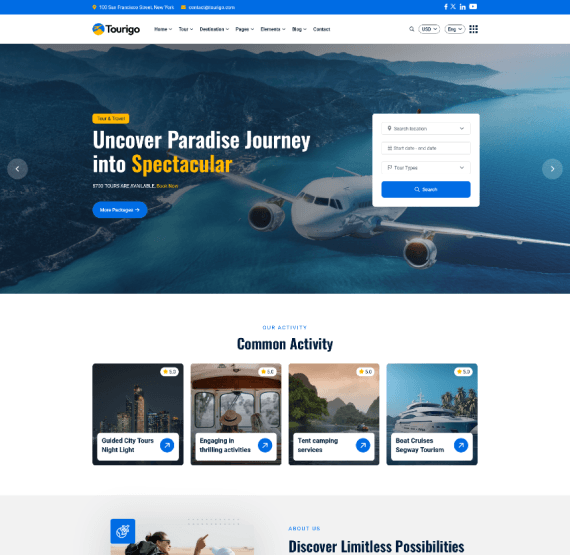 100 San Francisco Street, New York contact@tourigo.com
Tourigo Home Tour Destination Pages Elements Blog Contact USD Eng
Tour & Travel
Uncover Paradise Journey
into Spectacular
8700 TOURS ARE AVAILABLE, Book Now
More Packages
Search location
Start date - end date
Tour Types
Search
OUR ACTIVITY
Common Activity
5.0 5.0 5.0 5.0
Guided City Tours
Night Light
Engaging in
thrilling activities
Tent camping
services
Boat Cruises
Segway Tourism
ABOUT US
Discover Limitless Possibilities